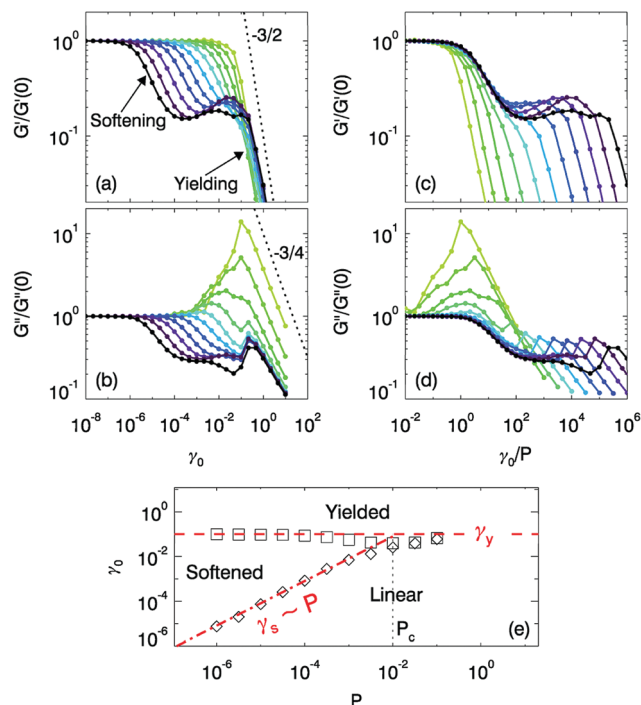 10⁰
10⁻¹
G'/G'(0)
Softening
Yielding
-3/2
(a)
(c)
10¹
10⁰
10⁻¹
G"/G"(0)
-3/4
(b)
(d)
10⁻⁸ 10⁻⁶ 10⁻⁴ 10⁻² 10⁰ 10²
γ₀
10⁰
10⁻¹
G'/G'(0)
10¹
10⁰
10⁻¹
G"/G"(0)
10⁻² 10⁰ 10² 10⁴ 10⁶
γ₀/P
10⁰
10⁻²
10⁻⁴
10⁻⁶
γ₀
Yielded
γy
Softened
Linear
γs ~ P
Pc
(e)
10⁻⁶ 10⁻⁴ 10⁻² 10⁰
P